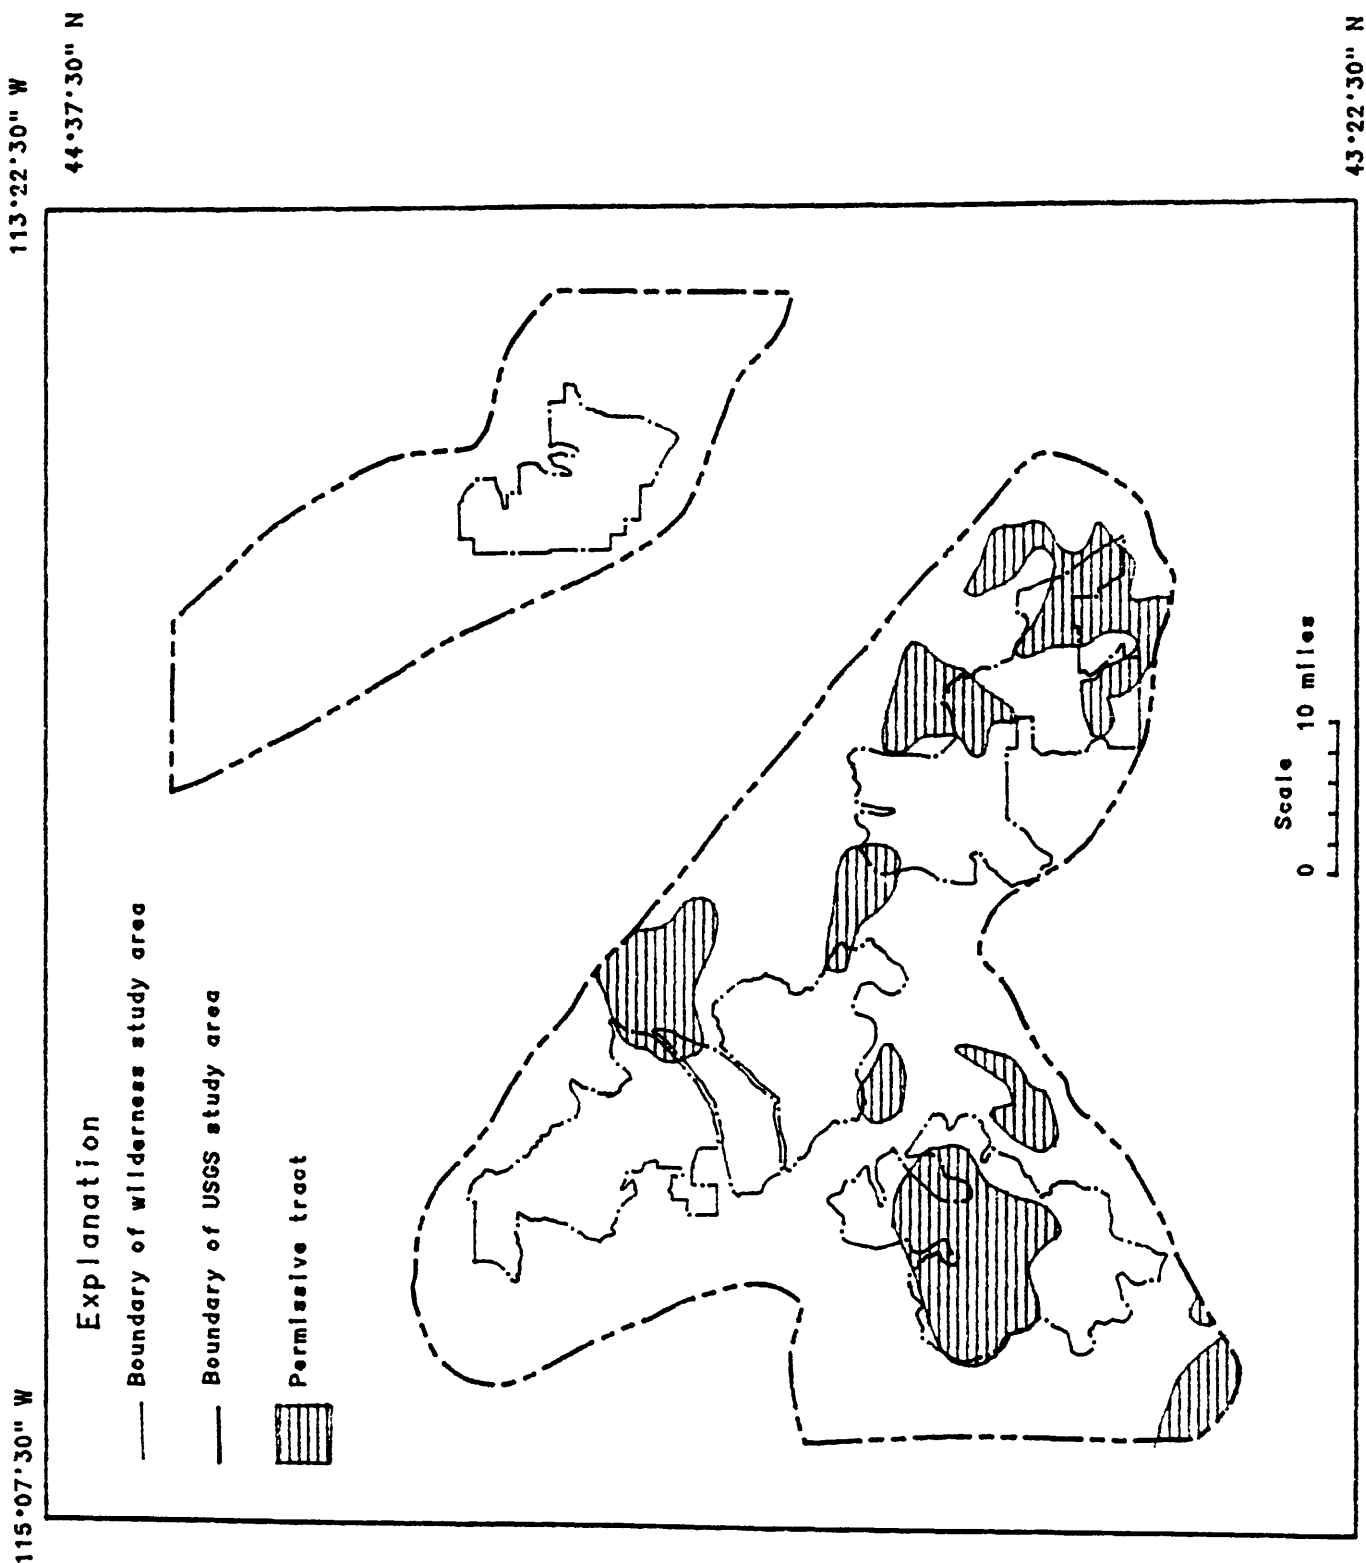 115°07'30" W
113°22'30" W
44°37'30" N
Explanation
Boundary of wilderness study area
Boundary of USGS study area
Permissive tract
Scale
0 10 miles
43°22'30" N